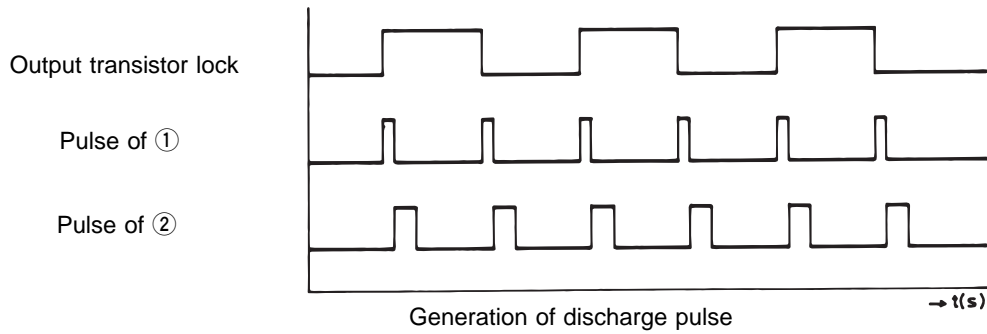 Output transistor lock
Pulse of ①
Pulse of ②
→ t(s)
Generation of discharge pulse